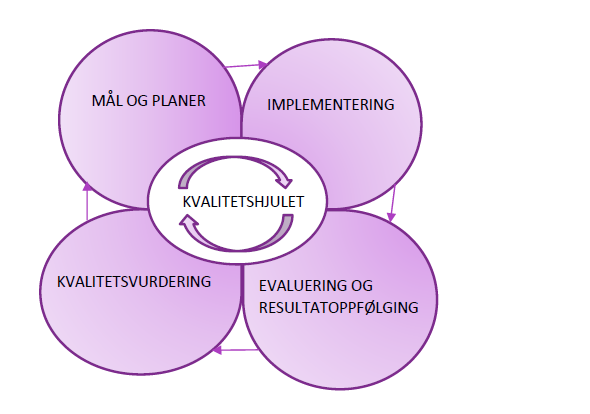 MÅL OG PLANER
IMPLEMENTERING
KVALITETSHJULET
KVALITETSVURDERING
EVALUERING OG
RESULTATOPPFØLGING